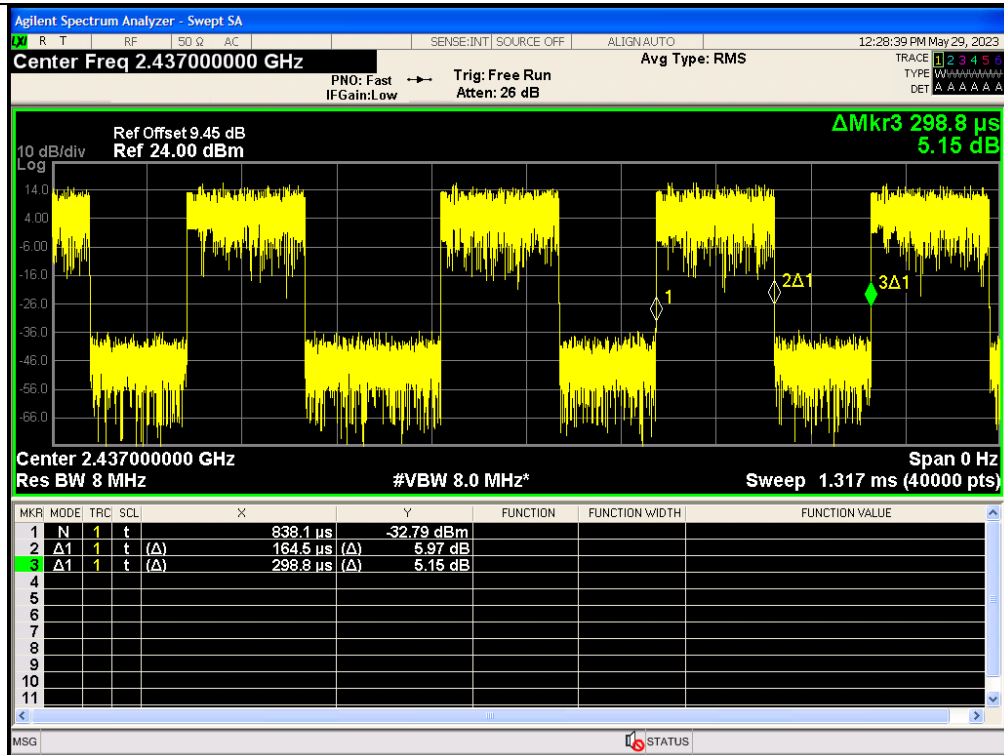 Agilent Spectrum Analyzer - Swept SA
LXI R T RF 50 Ω AC SENSE:INT SOURCE OFF ALIGN AUTO 12:28:39 PM May 29, 2023
Center Freq 2.437000000 GHz
PNO: Fast
IFGain:Low
Trig: Free Run
Atten: 26 dB
Avg Type: RMS
TRACE 1 2 3 4 5 6
TYPE WWWWWW
DET A A A A A A
ΔMkr3 298.8 µs
5.15 dB
Ref Offset 9.45 dB
10 dB/div Ref 24.00 dBm
Log
14.0
4.00
-6.00
-16.0
-26.0
-36.0
-46.0
-56.0
-66.0
1
2Δ1
3Δ1
Center 2.437000000 GHz Span 0 Hz
Res BW 8 MHz #VBW 8.0 MHz* Sweep 1.317 ms (40000 pts)
MKR MODE TRC SCL X Y FUNCTION FUNCTION WIDTH FUNCTION VALUE
1 N 1 t 838.1 µs -32.79 dBm
2 Δ1 1 t (Δ) 164.5 µs (Δ) 5.97 dB
3 Δ1 1 t (Δ) 298.8 µs (Δ) 5.15 dB
4
5
6
7
8
9
10
11
MSG STATUS